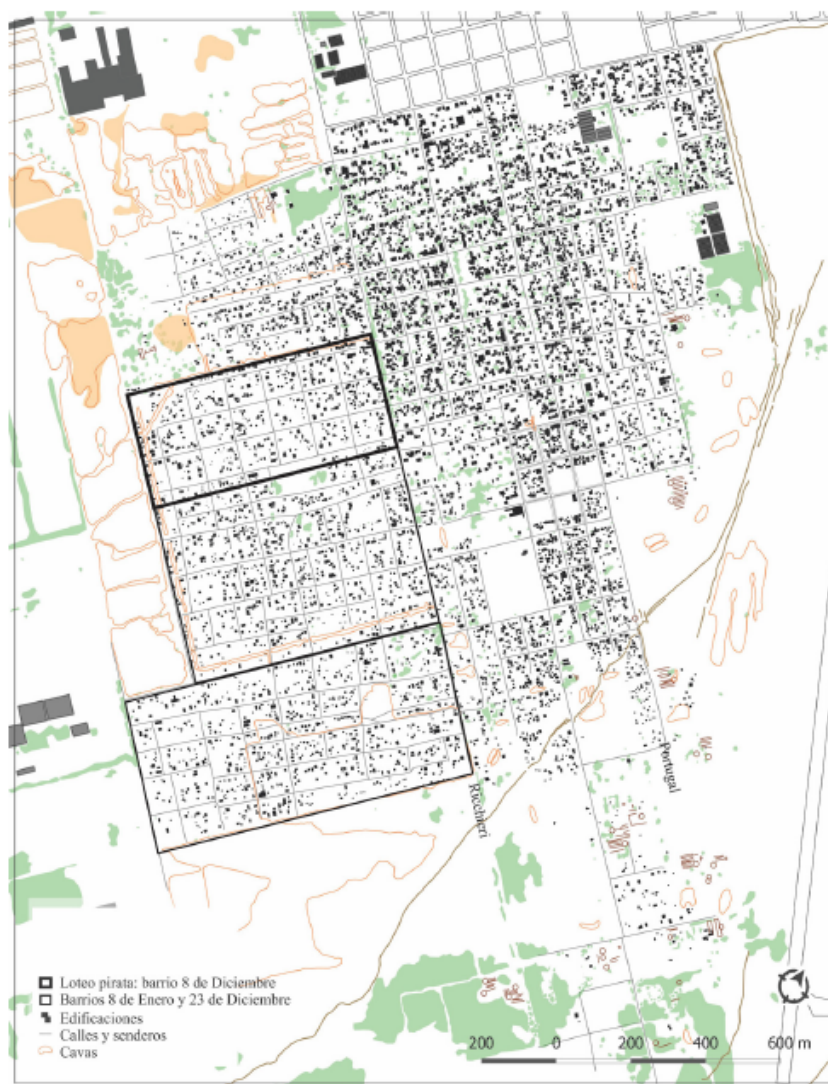 Portugal
Ricchieri
Loteo pirata: barrio 8 de Diciembre
Barrios 8 de Enero y 23 de Diciembre
Edificaciones
Calles y senderos
Cavas
200 0 200 400 600 m